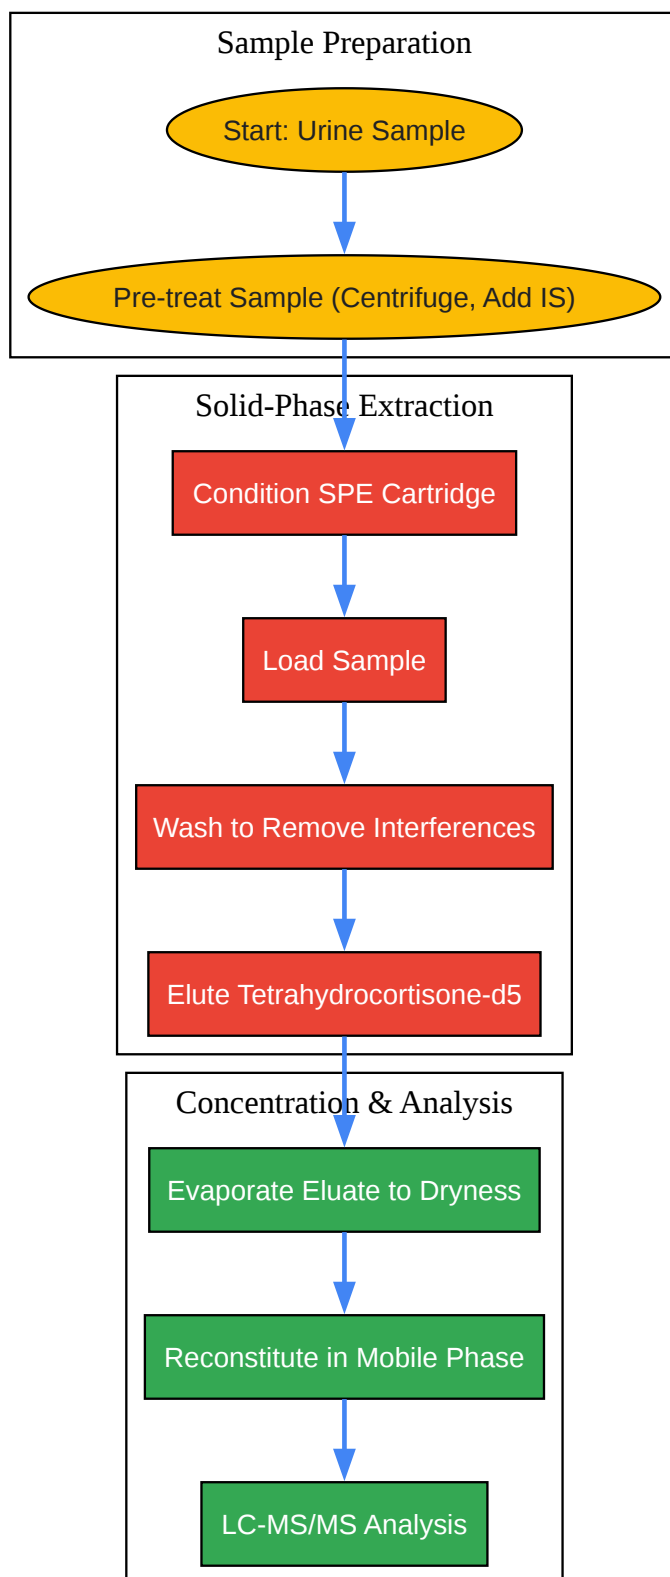 Sample Preparation
Start: Urine Sample
Pre-treat Sample (Centrifuge, Add IS)
Solid-Phase Extraction
Condition SPE Cartridge
Load Sample
Wash to Remove Interferences
Elute Tetrahydrocortisone-d5
Concentration & Analysis
Evaporate Eluate to Dryness
Reconstitute in Mobile Phase
LC-MS/MS Analysis